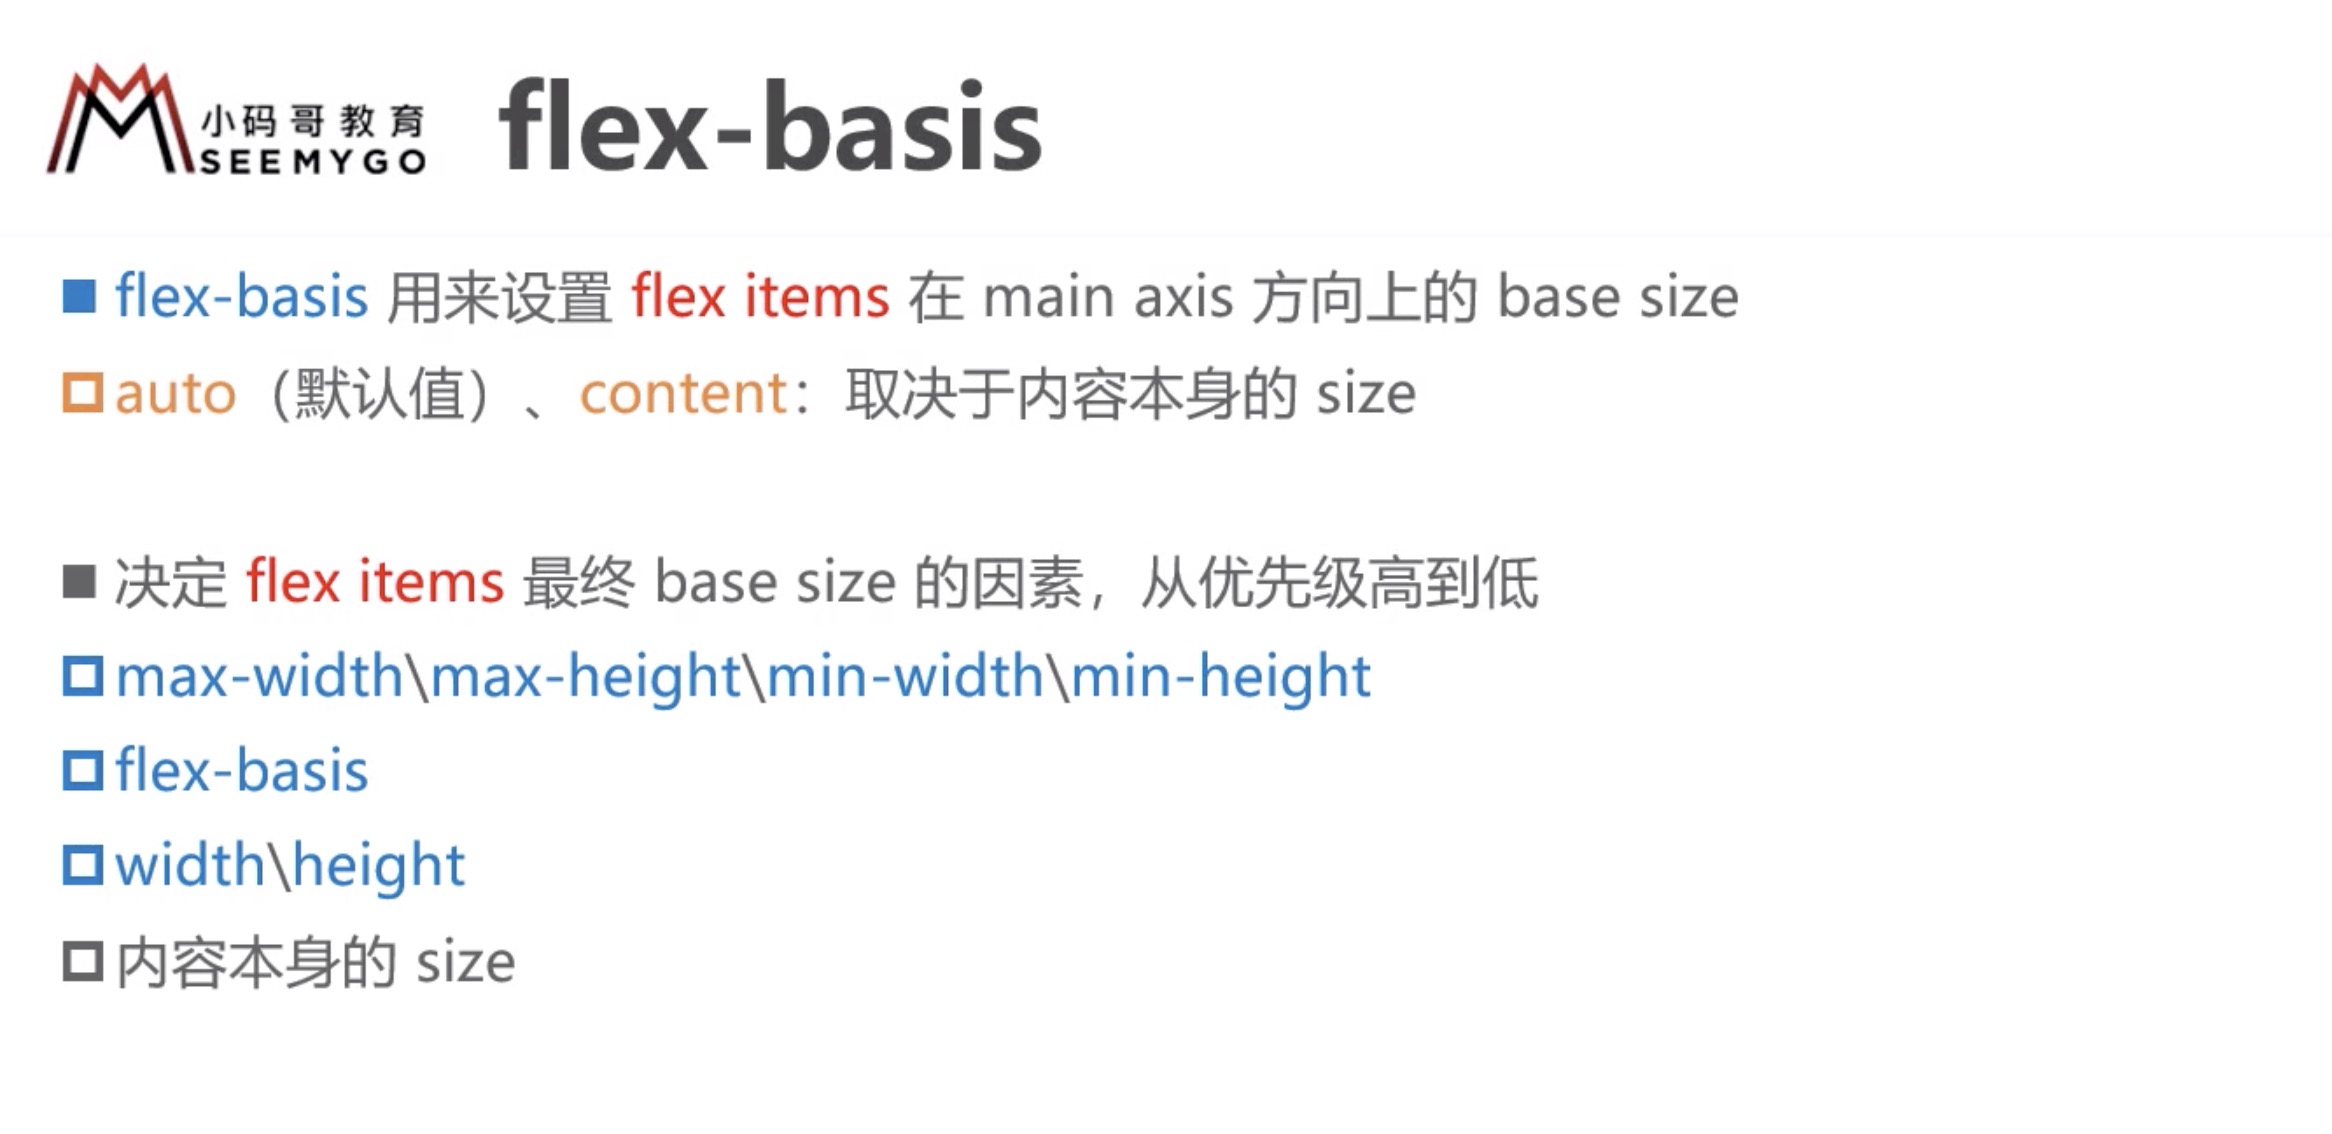 小码哥教育
SEEMYGO
flex-basis
flex-basis 用来设置 flex items 在 main axis 方向上的 base size
auto（默认值）、content：取决于内容本身的 size
决定 flex items 最终 base size 的因素，从优先级高到低
max-width\max-height\min-width\min-height
flex-basis
width\height
内容本身的 size